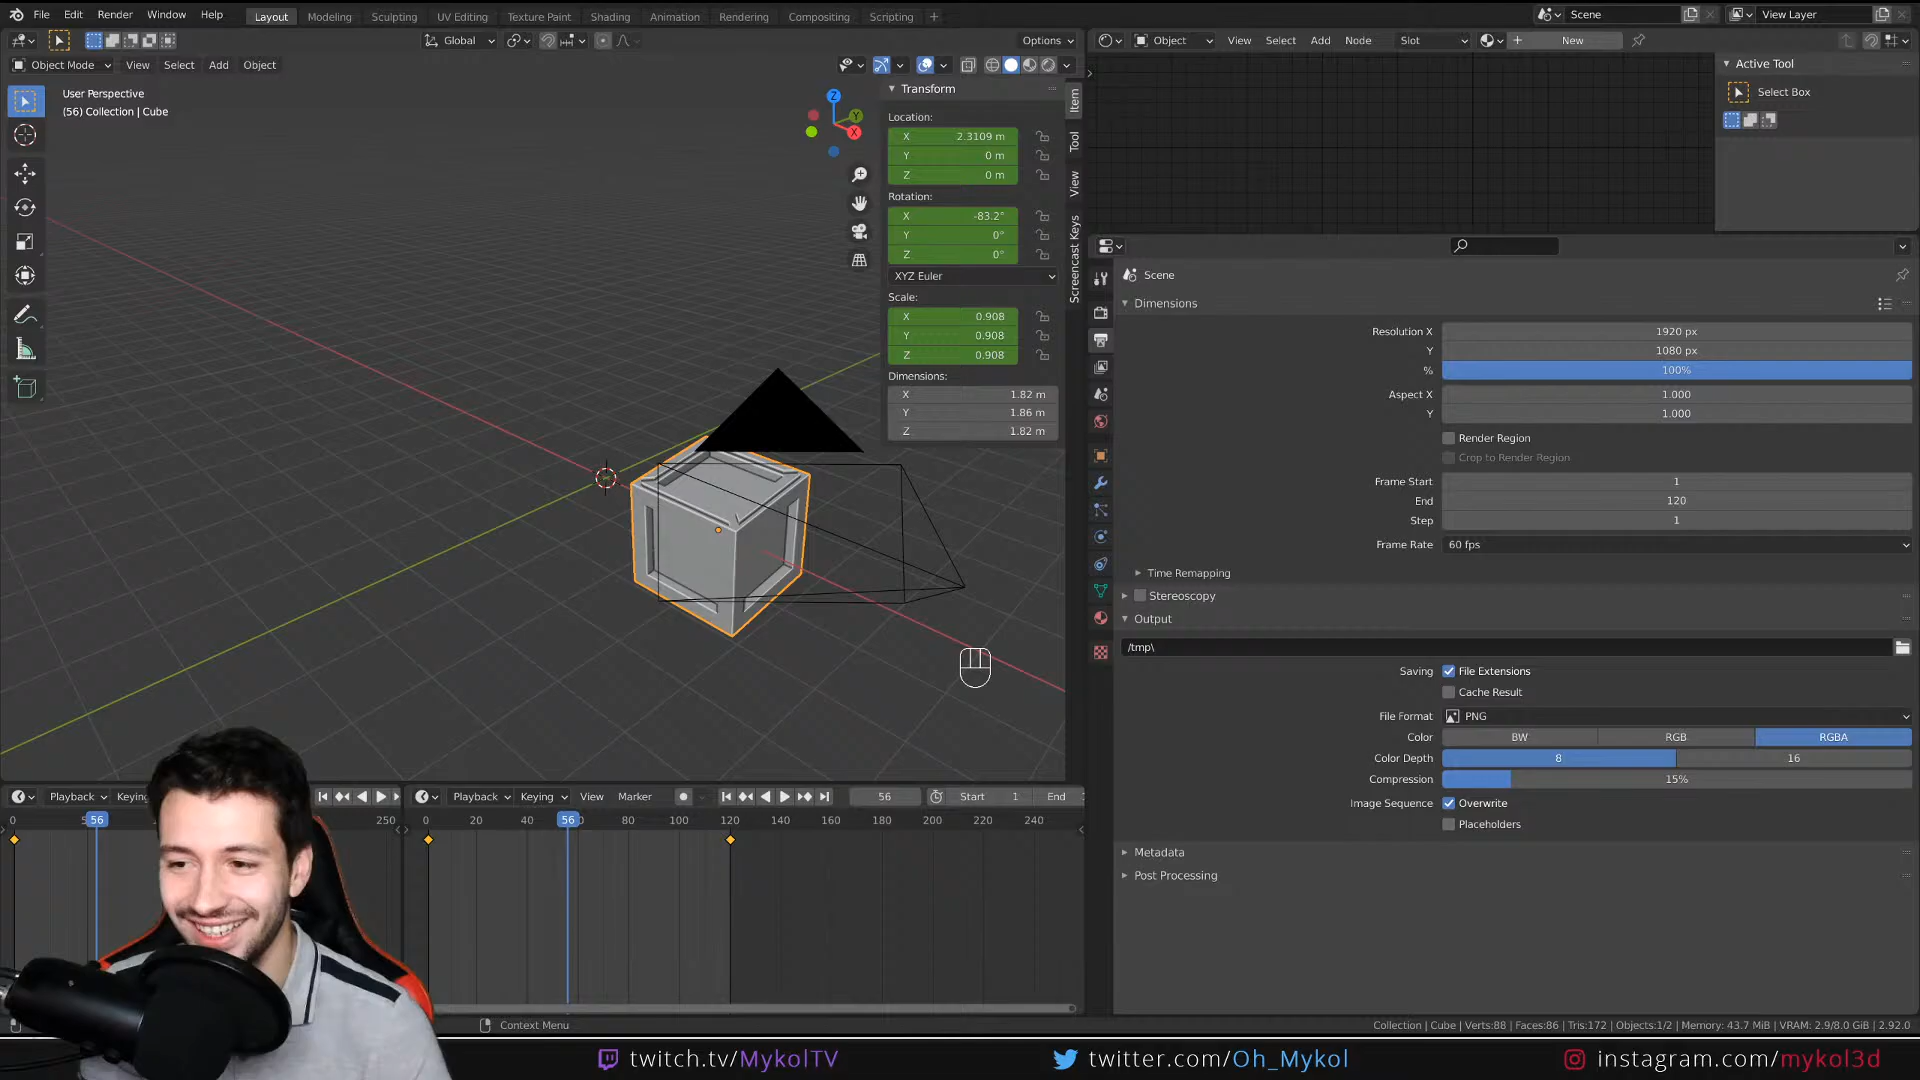 File Edit Render Window Help Layout Modeling Sculpting UV Editing Texture Paint Shading Animation Rendering Compositing Scripting + Scene View Layer
Global Options Object View Select Add Node Slot New
Object Mode View Select Add Object
User Perspective
(56) Collection | Cube
Transform
Location:
X 2.3109 m
Y 0 m
Z 0 m
Rotation:
X -83.2°
Y 0°
Z 0°
XYZ Euler
Scale:
X 0.908
Y 0.908
Z 0.908
Dimensions:
X 1.82 m
Y 1.86 m
Z 1.82 m
Item
Tool
View
Screencast Keys
Z
Y
X
Active Tool
Select Box
Scene
Dimensions
Resolution X 1920 px
Y 1080 px
% 100%
Aspect X 1.000
Y 1.000
Render Region
Crop to Render Region
Frame Start 1
End 120
Step 1
Frame Rate 60 fps
Time Remapping
Stereoscopy
Output
/tmp\
Saving File Extensions
Cache Result
File Format PNG
Color BW RGB RGBA
Color Depth 8 16
Compression 15%
Image Sequence Overwrite
Placeholders
Metadata
Post Processing
Playback Keying Playback Keying View Marker 56 Start 1 End
0 56 250 0 20 40 56 80 100 120 140 160 180 200 220 240
Context Menu
Collection | Cube | Verts:88 | Faces:86 | Tris:172 | Objects:1/2 | Memory: 43.7 MiB | VRAM: 2.9/8.0 GiB | 2.92.0
twitch.tv/MykolTV twitter.com/Oh_Mykol instagram.com/mykol3d